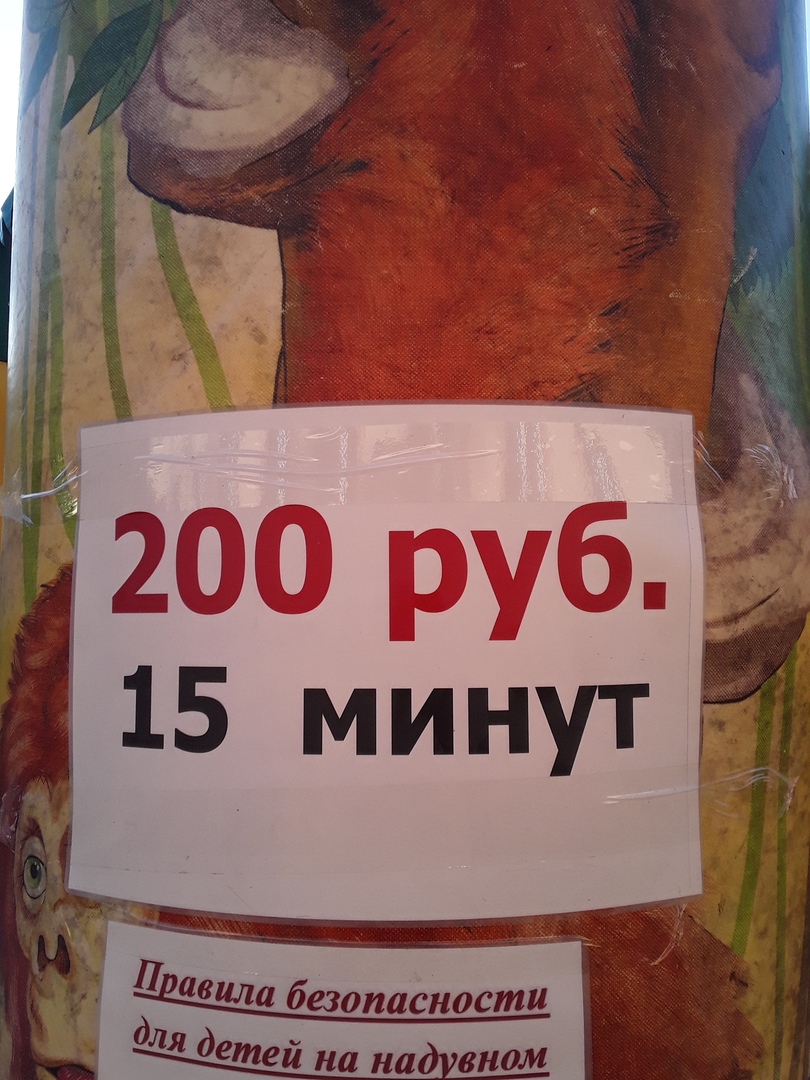 200 руб.
15 минут
Правила безопасности
для детей на надувном